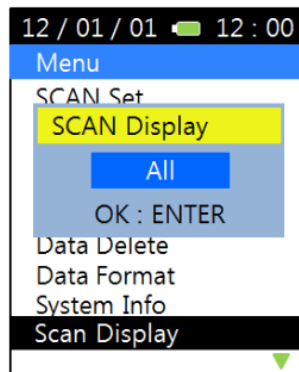 12 / 01 / 01 12 : 00
Menu
SCAN Set
SCAN Display
All
OK : ENTER
Data Delete
Data Format
System Info
Scan Display